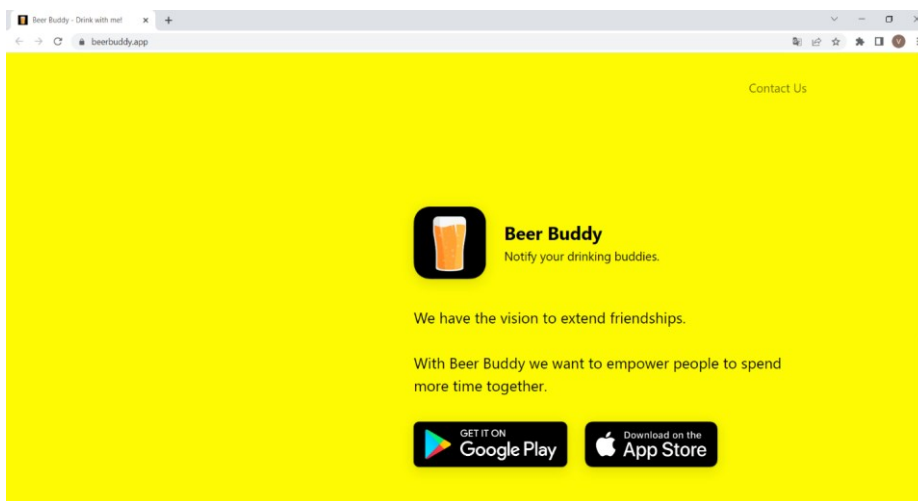 Beer Buddy - Drink with me!
beerbuddy.app
V
Contact Us
Beer Buddy
Notify your drinking buddies.
We have the vision to extend friendships.
With Beer Buddy we want to empower people to spend
more time together.
GET IT ON
Google Play
Download on the
App Store